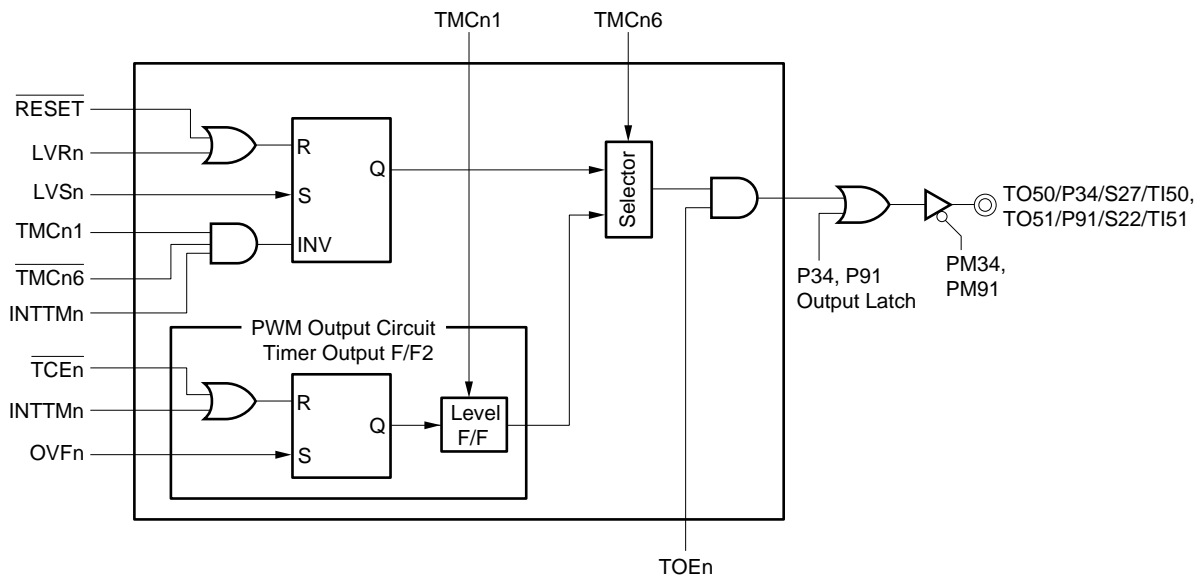 TMCn1
TMCn6
RESET
LVRn
LVSn
TMCn1
TMCn6
INTTMn
R
S
INV
Q
Selector
TO50/P34/S27/TI50,
TO51/P91/S22/TI51
P34, P91
Output Latch
PM34,
PM91
PWM Output Circuit
Timer Output F/F2
TCEn
INTTMn
OVFn
R
S
Q
Level
F/F
TOEn